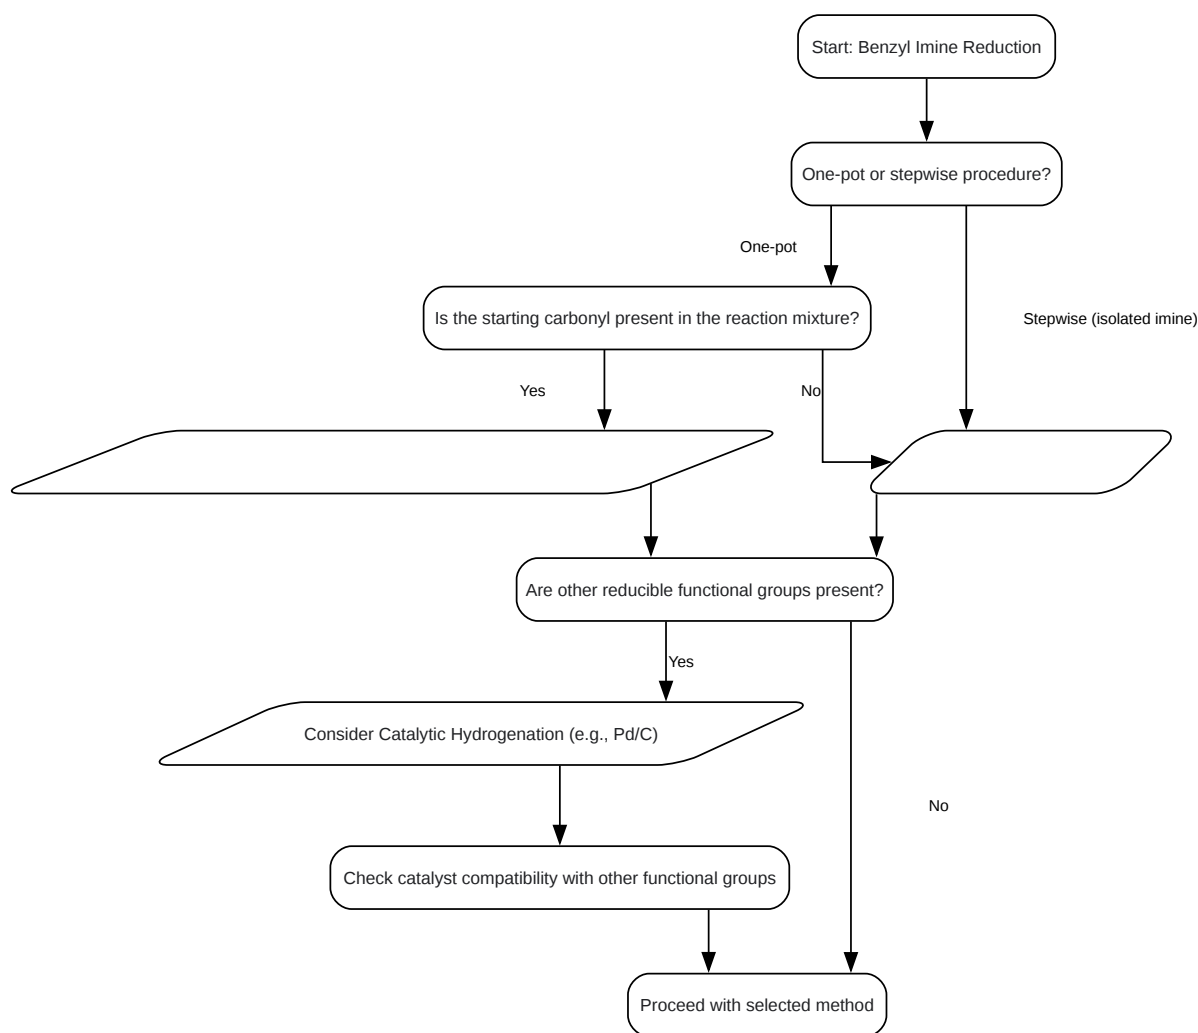 Start: Benzyl Imine Reduction
One-pot or stepwise procedure?
One-pot
Is the starting carbonyl present in the reaction mixture?
Stepwise (isolated imine)
Yes
No
Are other reducible functional groups present?
Yes
Consider Catalytic Hydrogenation (e.g., Pd/C)
No
Check catalyst compatibility with other functional groups
Proceed with selected method